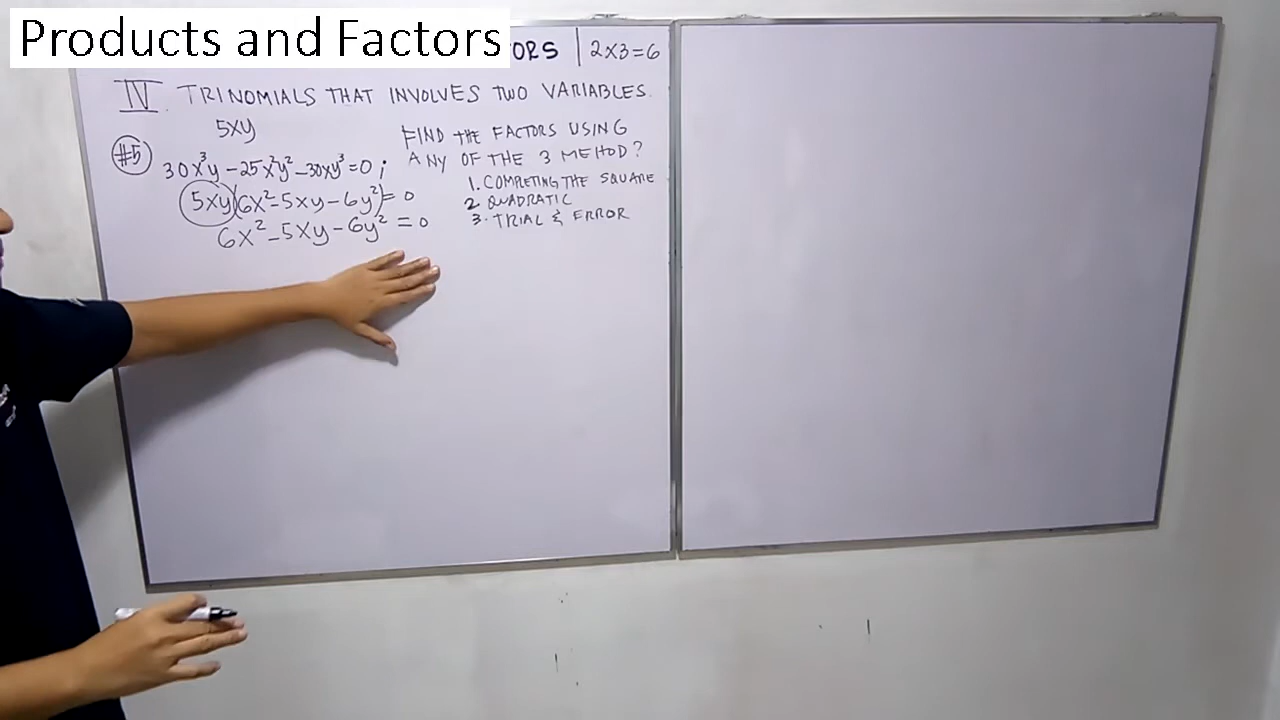 Products and Factors
ORS | 2x3=6
IV TRINOMIALS THAT INVOLVES TWO VARIABLES.
5xy
#5) 30x³y - 25x²y² - 30xy³ = 0 ;
5xy(6x² - 5xy - 6y²) = 0
6x² - 5xy - 6y² = 0
FIND THE FACTORS USING
ANY OF THE 3 MEHOD?
1. COMPLETING THE SQUARE
2 QUADRATIC
3. TRIAL & ERROR